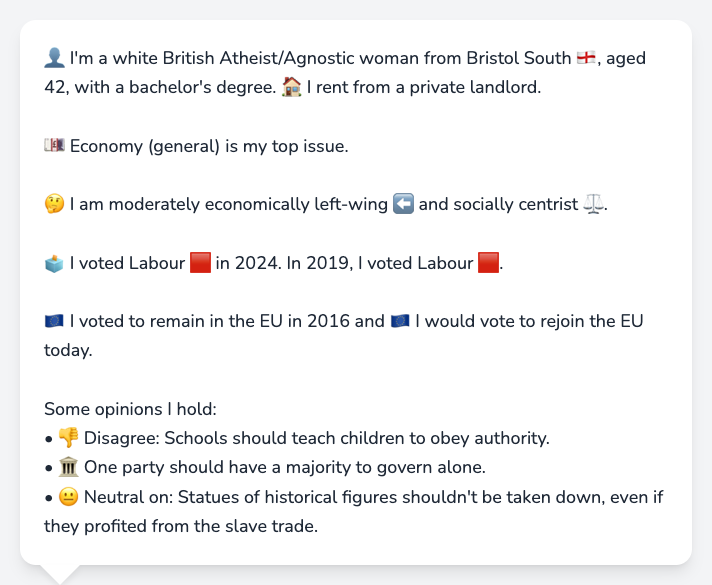 👤 I'm a white British Atheist/Agnostic woman from Bristol South 🏴󠁧󠁢󠁥󠁮󠁧󠁿, aged
42, with a bachelor's degree. 🏠 I rent from a private landlord.
💷 Economy (general) is my top issue.
🤔 I am moderately economically left-wing ⬅️ and socially centrist ⚖️.
🗳️ I voted Labour 🟥 in 2024. In 2019, I voted Labour 🟥.
🇪🇺 I voted to remain in the EU in 2016 and 🇪🇺 I would vote to rejoin the EU
today.
Some opinions I hold:
• 👎 Disagree: Schools should teach children to obey authority.
• 🏛️ One party should have a majority to govern alone.
• 😐 Neutral on: Statues of historical figures shouldn't be taken down, even if
they profited from the slave trade.